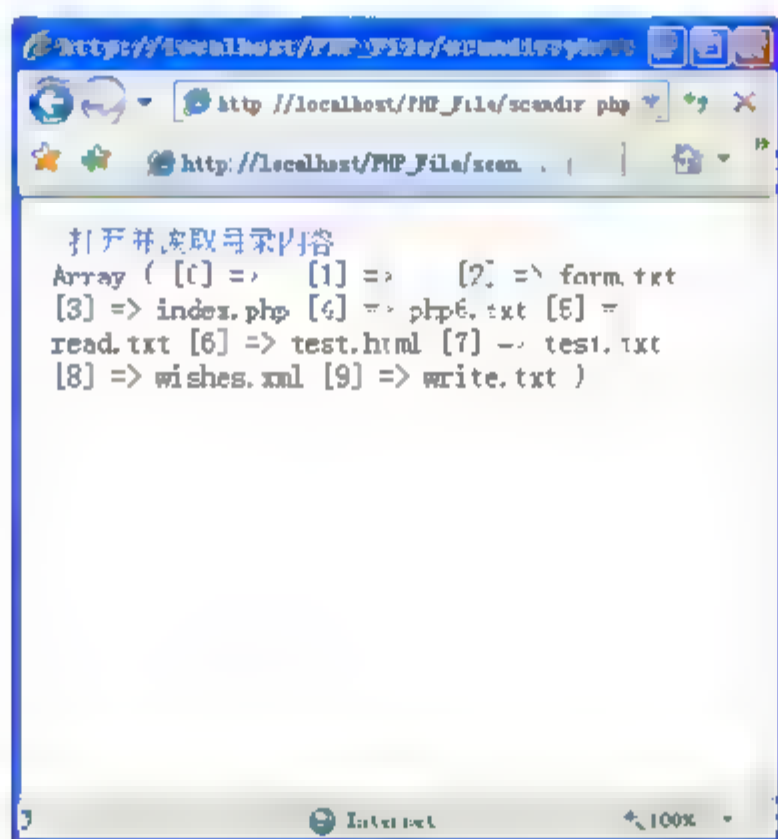 http //localhost/PHP_File/scandir php
http://localhost/PHP_File/scan . .
打开并读取目录内容
Array ( [0] => [1] => [2] => form.txt
[3] => index.php [4] => php6.txt [5] =
read.txt [6] => test.html [7] => test.txt
[8] => wishes.xml [9] => write.txt )
Internet 100%